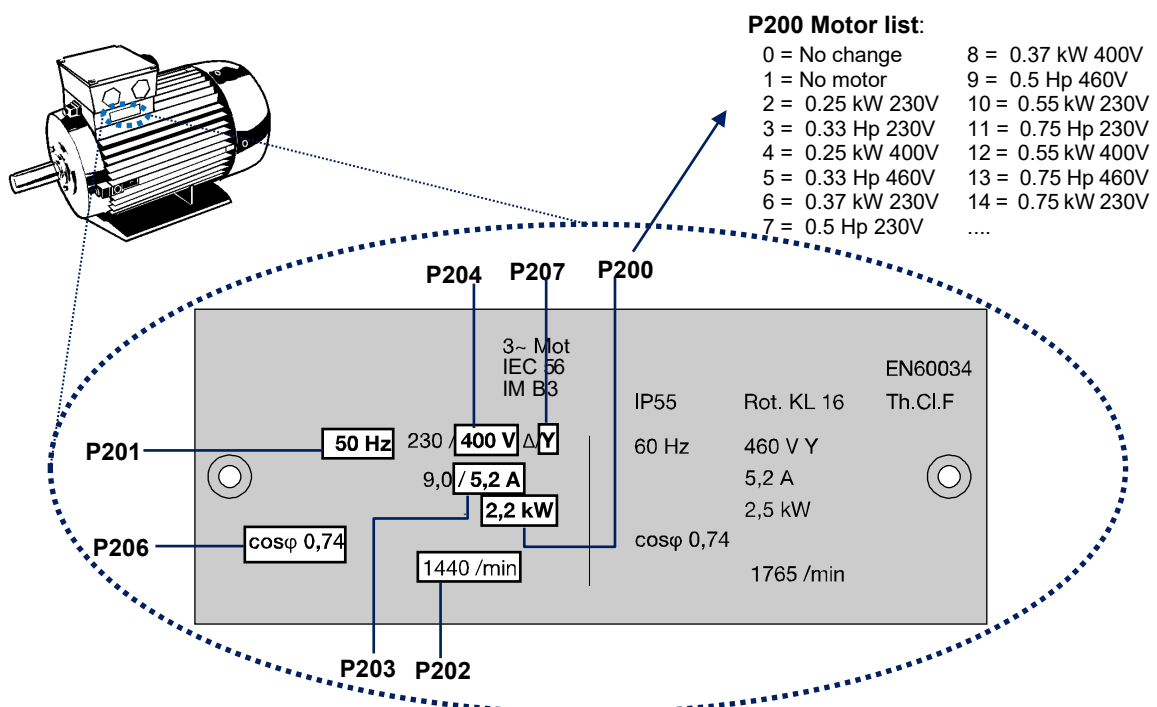 P200 Motor list:
0 = No change
1 = No motor
2 = 0.25 kW 230V
3 = 0.33 Hp 230V
4 = 0.25 kW 400V
5 = 0.33 Hp 460V
6 = 0.37 kW 230V
7 = 0.5 Hp 230V
8 = 0.37 kW 400V
9 = 0.5 Hp 460V
10 = 0.55 kW 230V
11 = 0.75 Hp 230V
12 = 0.55 kW 400V
13 = 0.75 Hp 460V
14 = 0.75 kW 230V
....
P204 P207 P200
3~ Mot
IEC 56
IM B3
EN60034
IP55 Rot. KL 16 Th.Cl.F
P201
50 Hz 230 / 400 V Δ/Y
60 Hz 460 V Y
9,0 / 5,2 A
5,2 A
2,2 kW
2,5 kW
P206
cosφ 0,74
cosφ 0,74
1440 /min
1765 /min
P203 P202